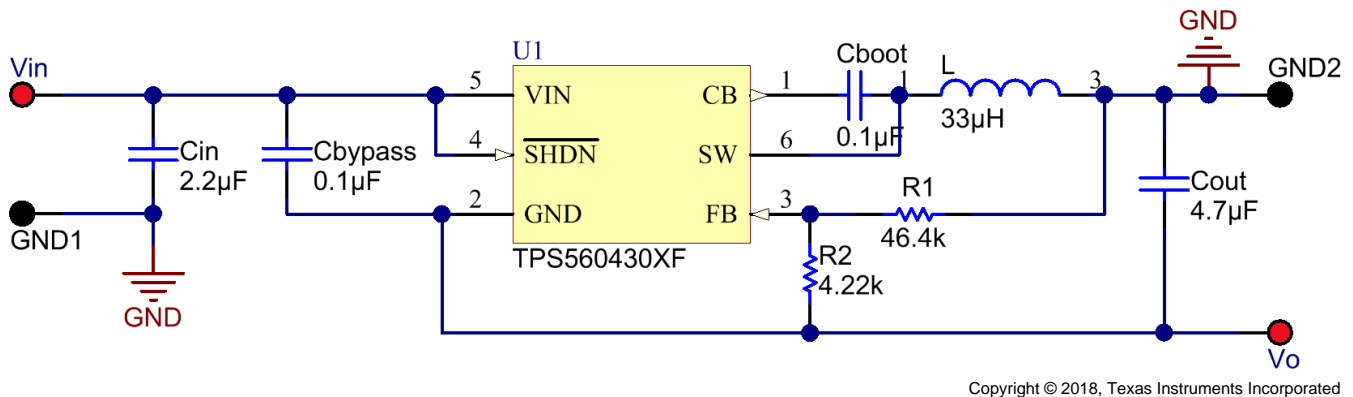 GND
U1
Cboot
Vin
5
VIN
CB
1
1
L
3
GND2
0.1µF
33µH
4
SHDN
SW
6
Cin
2.2µF
Cbypass
0.1µF
R1
Cout
4.7µF
2
GND
FB
3
46.4k
GND1
TPS560430XF
R2
4.22k
GND
Vo
Copyright © 2018, Texas Instruments Incorporated